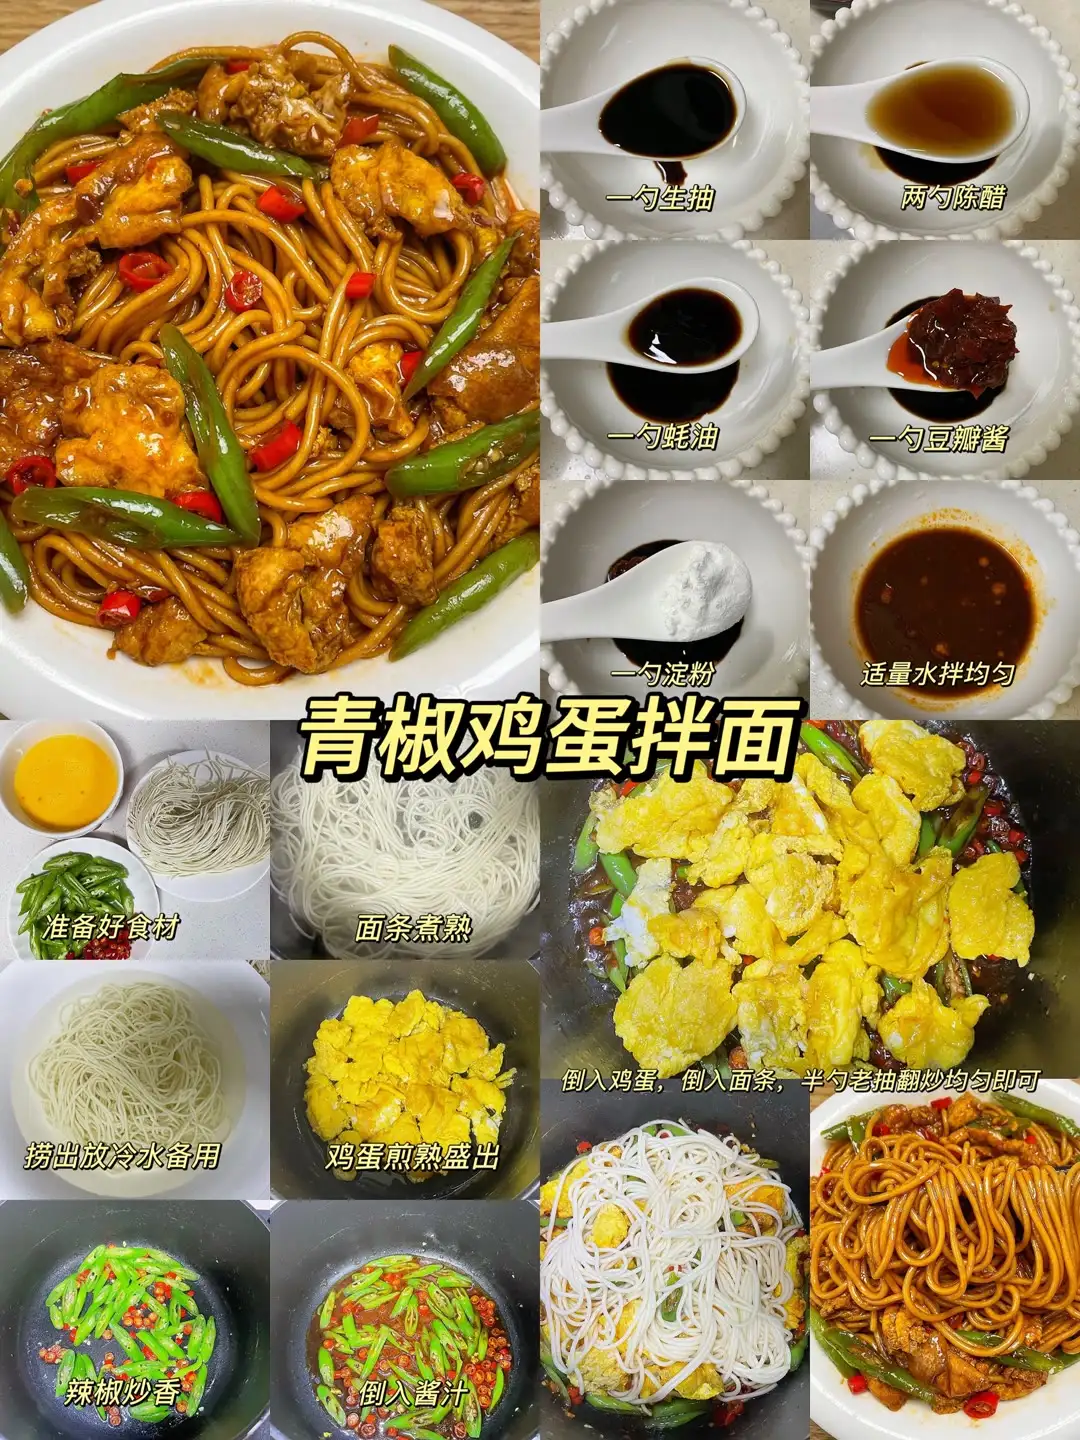 一勺生抽
两勺陈醋
一勺蚝油
一勺豆瓣酱
一勺淀粉
适量水拌均匀
青椒鸡蛋拌面
准备好食材
面条煮熟
倒入鸡蛋，倒入面条，半勺老抽翻炒均匀即可
捞出放冷水备用
鸡蛋煎熟盛出
辣椒炒香
倒入酱汁